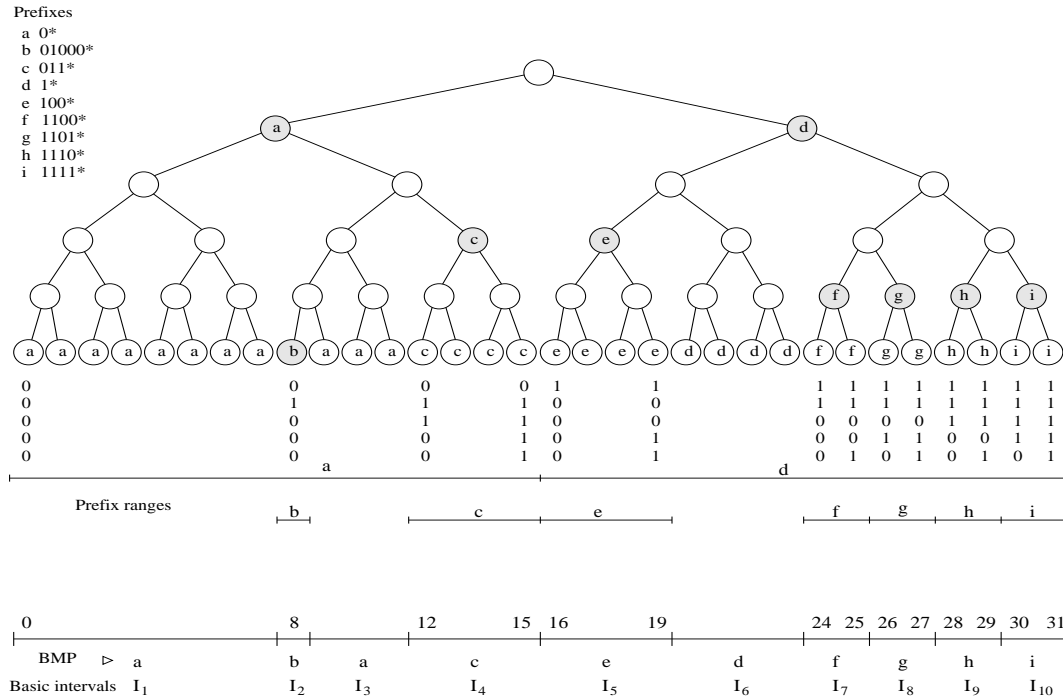 Prefixes
a 0*
b 01000*
c 011*
d 1*
e 100*
f 1100*
g 1101*
h 1110*
i 1111*
a d
c e
f g h i
a a a a a a a a b a a a c c c c e e e e d d d d f f g g h h i i
0 0 0 0 1 1 1 1 1 1 1 1 1 1
0 1 1 1 0 0 1 1 1 1 1 1 1 1
0 0 1 1 0 0 0 0 0 0 1 1 1 1
0 0 0 1 0 1 0 0 1 1 0 0 1 1
0 0 0 1 0 1 0 1 0 1 0 1 0 1
a d
Prefix ranges b c e f g h i
0 8 12 15 16 19 24 25 26 27 28 29 30 31
BMP ▷ a b a c e d f g h i
Basic intervals I1 I2 I3 I4 I5 I6 I7 I8 I9 I10